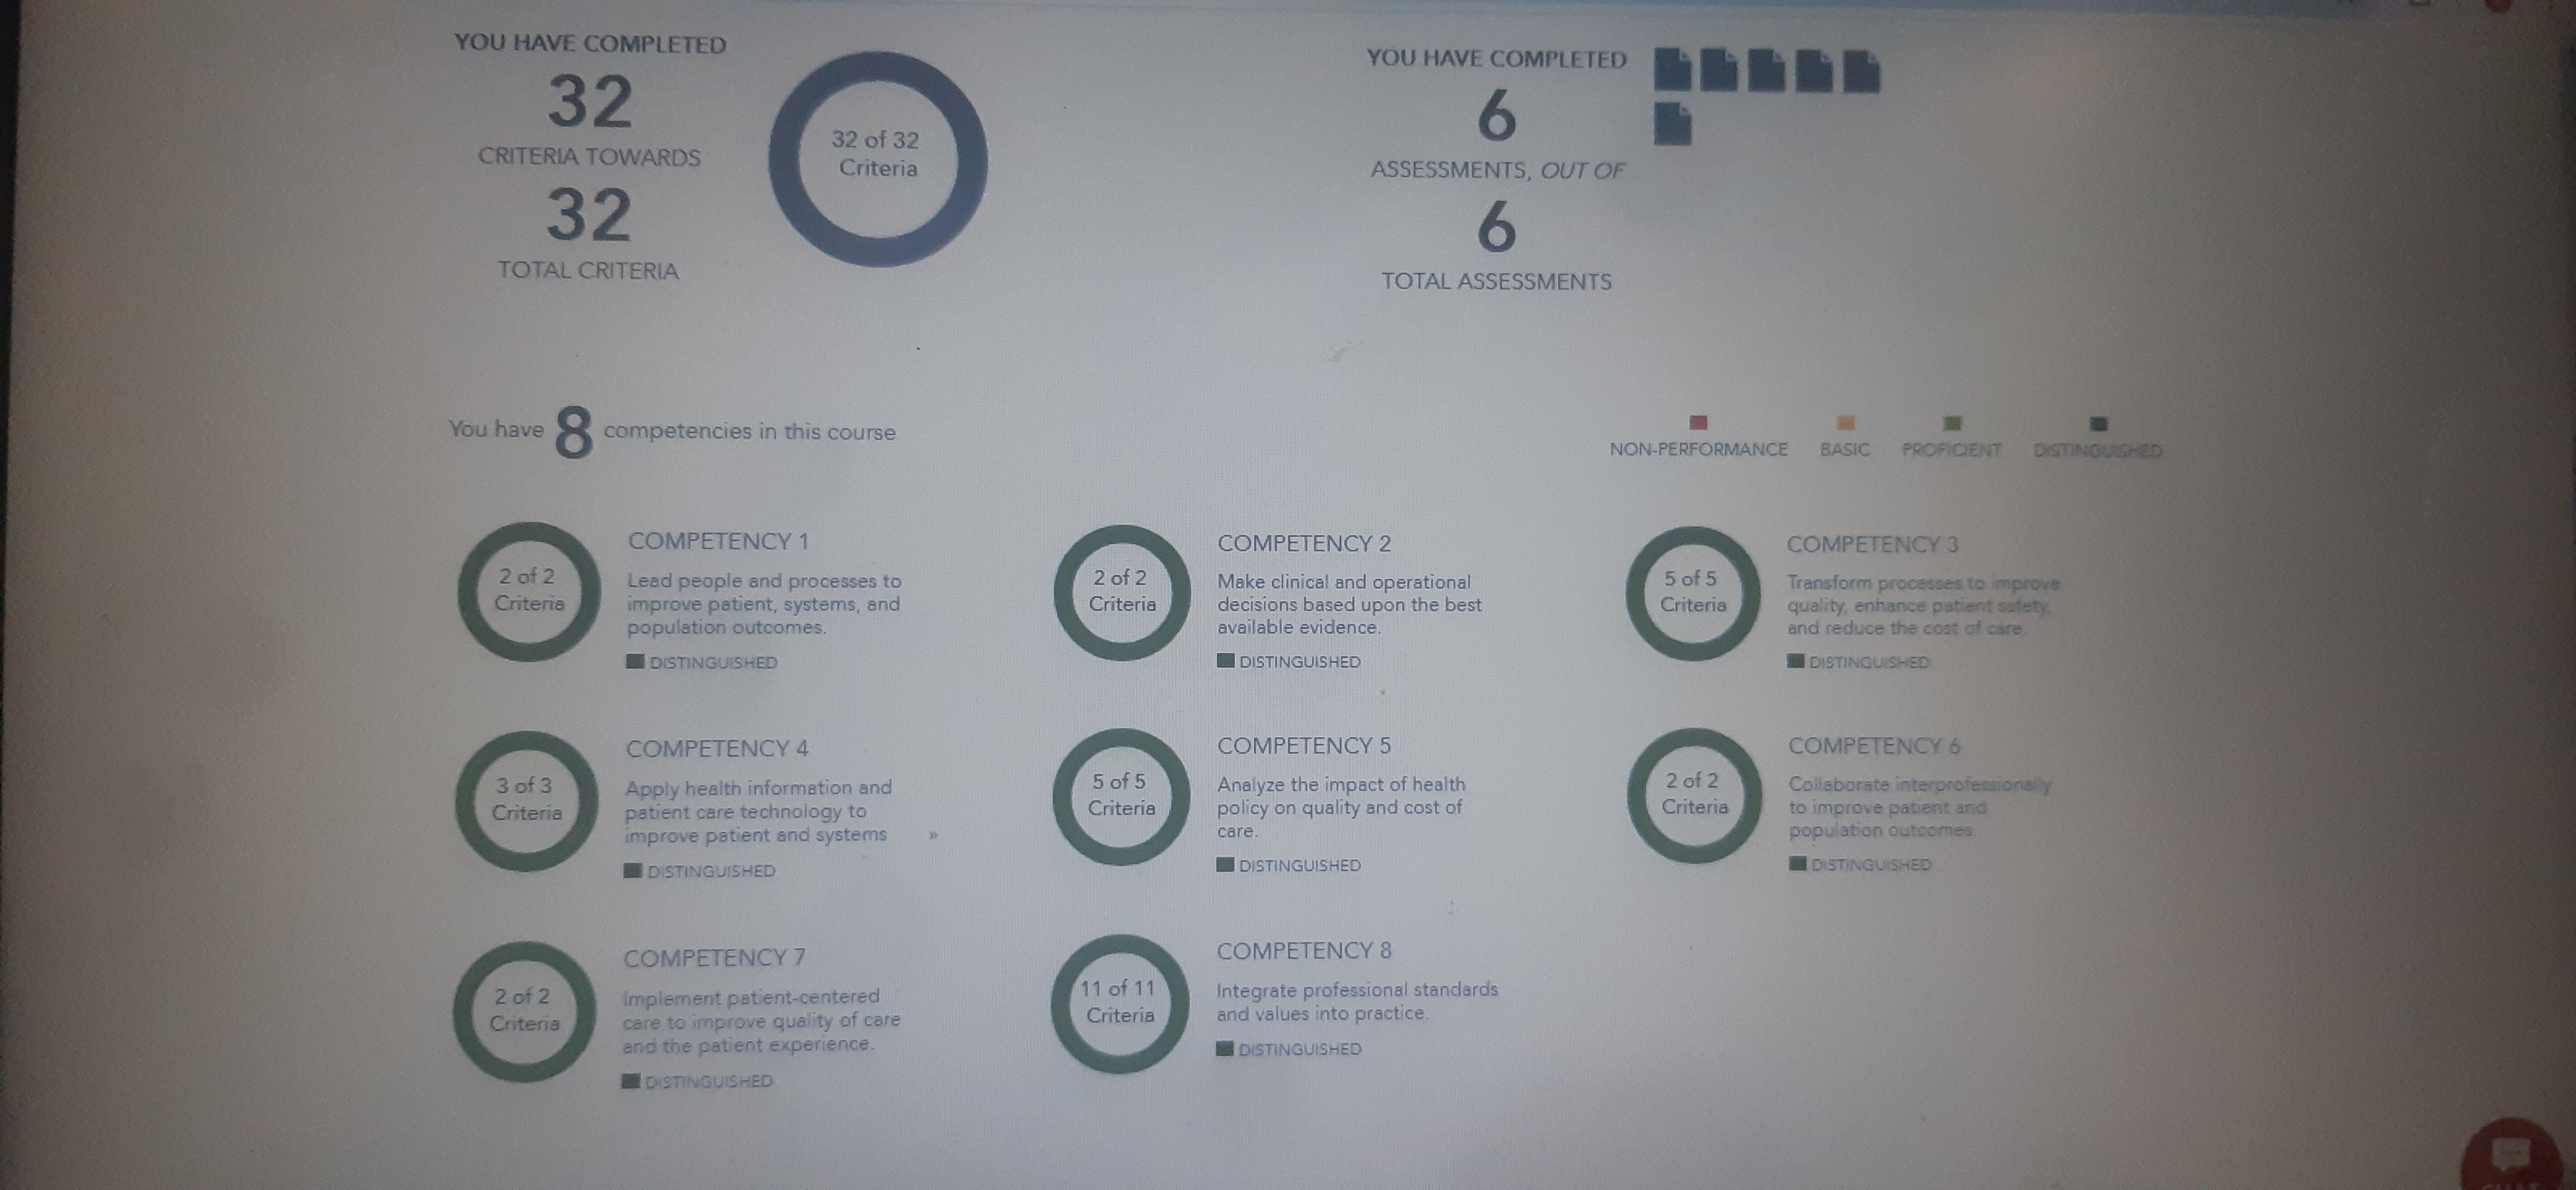 YOU HAVE COMPLETED
32
CRITERIA TOWARDS
32
TOTAL CRITERIA
32 of 32
Criteria
YOU HAVE COMPLETED
6
ASSESSMENTS, OUT OF
6
TOTAL ASSESSMENTS
You have 8 competencies in this course
NON-PERFORMANCE BASIC PROFICIENT DISTINGUISHED
2 of 2
Criteria
COMPETENCY 1
Lead people and processes to
improve patient, systems, and
population outcomes.
DISTINGUISHED
2 of 2
Criteria
COMPETENCY 2
Make clinical and operational
decisions based upon the best
available evidence.
DISTINGUISHED
5 of 5
Criteria
COMPETENCY 3
Transform processes to improve
quality, enhance patient safety,
and reduce the cost of care.
DISTINGUISHED
3 of 3
Criteria
COMPETENCY 4
Apply health information and
patient care technology to
improve patient and systems »
DISTINGUISHED
5 of 5
Criteria
COMPETENCY 5
Analyze the impact of health
policy on quality and cost of
care.
DISTINGUISHED
2 of 2
Criteria
COMPETENCY 6
Collaborate interprofessionally
to improve patient and
population outcomes
DISTINGUISHED
2 of 2
Criteria
COMPETENCY 7
Implement patient-centered
care to improve quality of care
and the patient experience.
DISTINGUISHED
11 of 11
Criteria
COMPETENCY 8
Integrate professional standards
and values into practice.
DISTINGUISHED